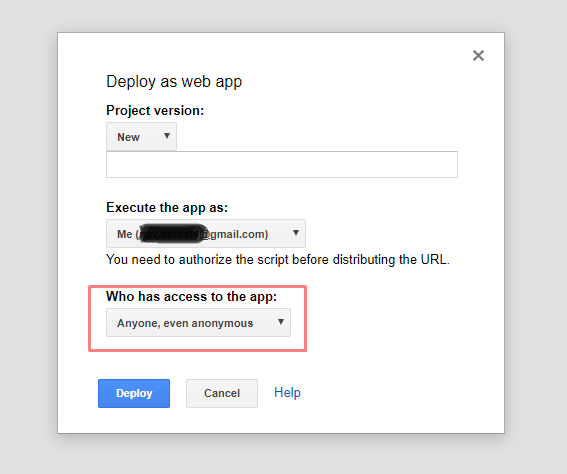 Deploy as web app
Project version:
New
Execute the app as:
Me ( @gmail.com)
You need to authorize the script before distributing the URL.
Who has access to the app:
Anyone, even anonymous
Deploy Cancel Help